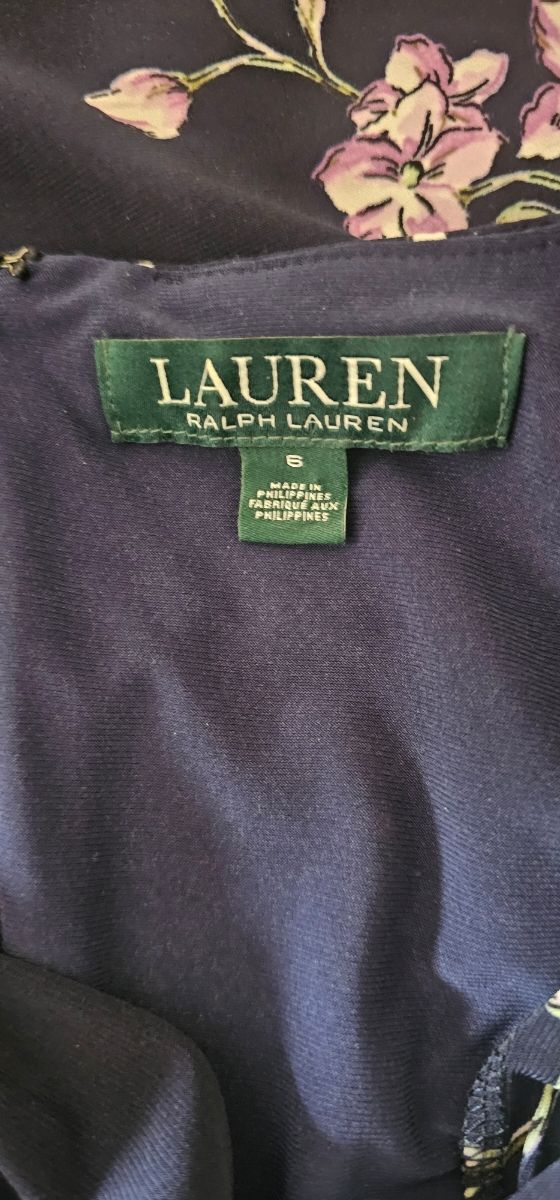 LAUREN
RALPH LAUREN
6
MADE IN
PHILIPPINES
FABRIQUÉ AUX
PHILIPPINES